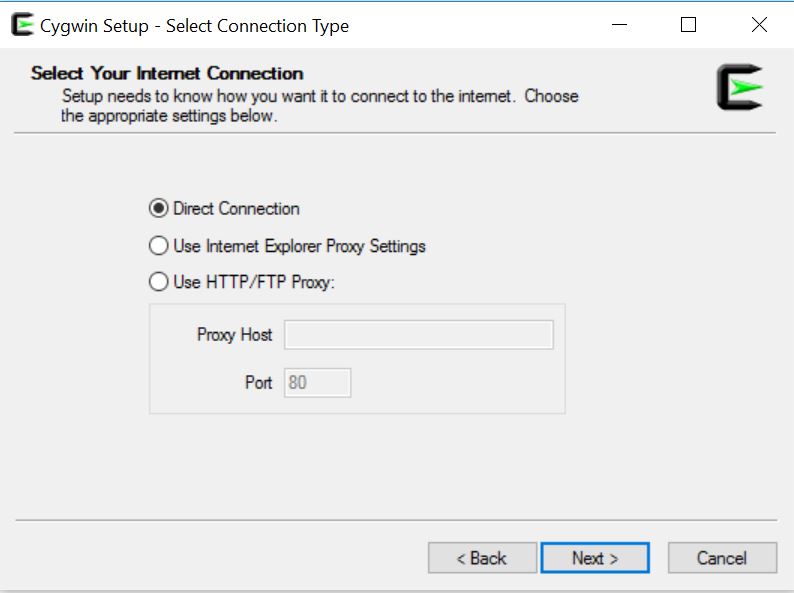 Cygwin Setup - Select Connection Type
Select Your Internet Connection
Setup needs to know how you want it to connect to the internet.  Choose
the appropriate settings below.
Direct Connection
Use Internet Explorer Proxy Settings
Use HTTP/FTP Proxy:
Proxy Host
Port 80
< Back Next > Cancel